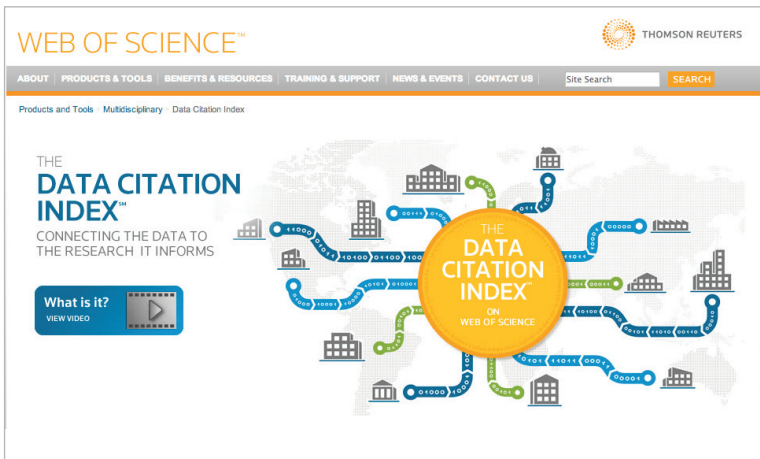 WEB OF SCIENCE℠
THOMSON REUTERS
ABOUT PRODUCTS & TOOLS BENEFITS & RESOURCES TRAINING & SUPPORT NEWS & EVENTS CONTACT US Site Search SEARCH
Products and Tools Multidisciplinary Data Citation Index
THE
DATA CITATION
INDEX℠
CONNECTING THE DATA TO
THE RESEARCH IT INFORMS
What is it?
VIEW VIDEO
THE
DATA
CITATION
INDEX℠
ON
WEB OF SCIENCE